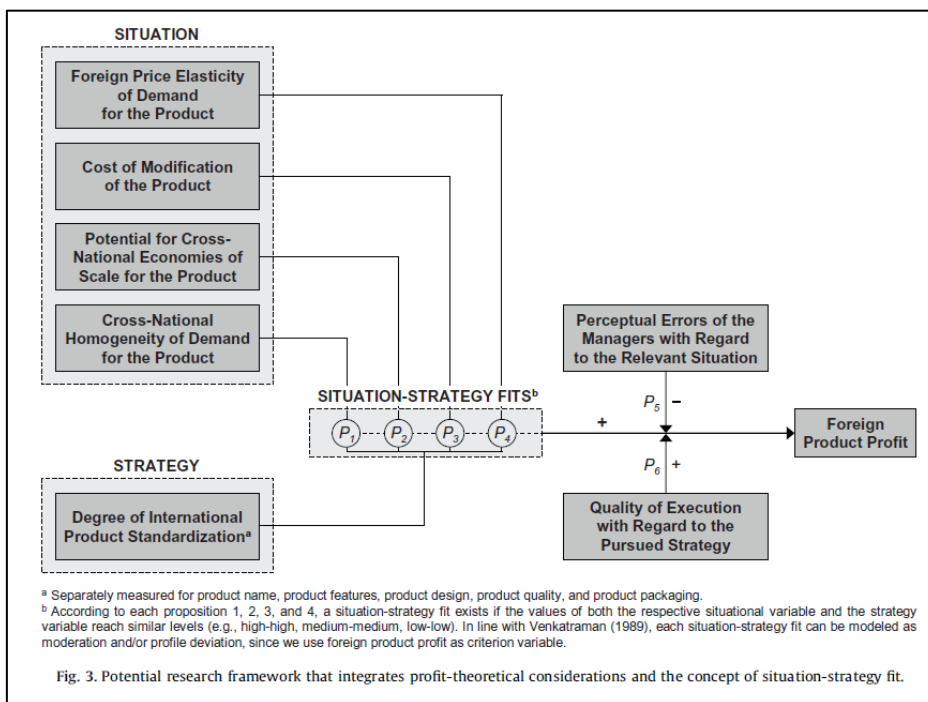 SITUATION
Foreign Price Elasticity
of Demand
for the Product
Cost of Modification
of the Product
Potential for Cross-
National Economies of
Scale for the Product
Cross-National
Homogeneity of Demand
for the Product
SITUATION-STRATEGY FITSb
P1
P2
P3
P4
STRATEGY
Degree of International
Product Standardizationa
Perceptual Errors of the
Managers with Regard
to the Relevant Situation
P5 –
+
P6 +
Quality of Execution
with Regard to the
Pursued Strategy
Foreign
Product Profit
a Separately measured for product name, product features, product design, product quality, and product packaging.
b According to each proposition 1, 2, 3, and 4, a situation-strategy fit exists if the values of both the respective situational variable and the strategy
variable reach similar levels (e.g., high-high, medium-medium, low-low). In line with Venkatraman (1989), each situation-strategy fit can be modeled as
moderation and/or profile deviation, since we use foreign product profit as criterion variable.
Fig. 3. Potential research framework that integrates profit-theoretical considerations and the concept of situation-strategy fit.